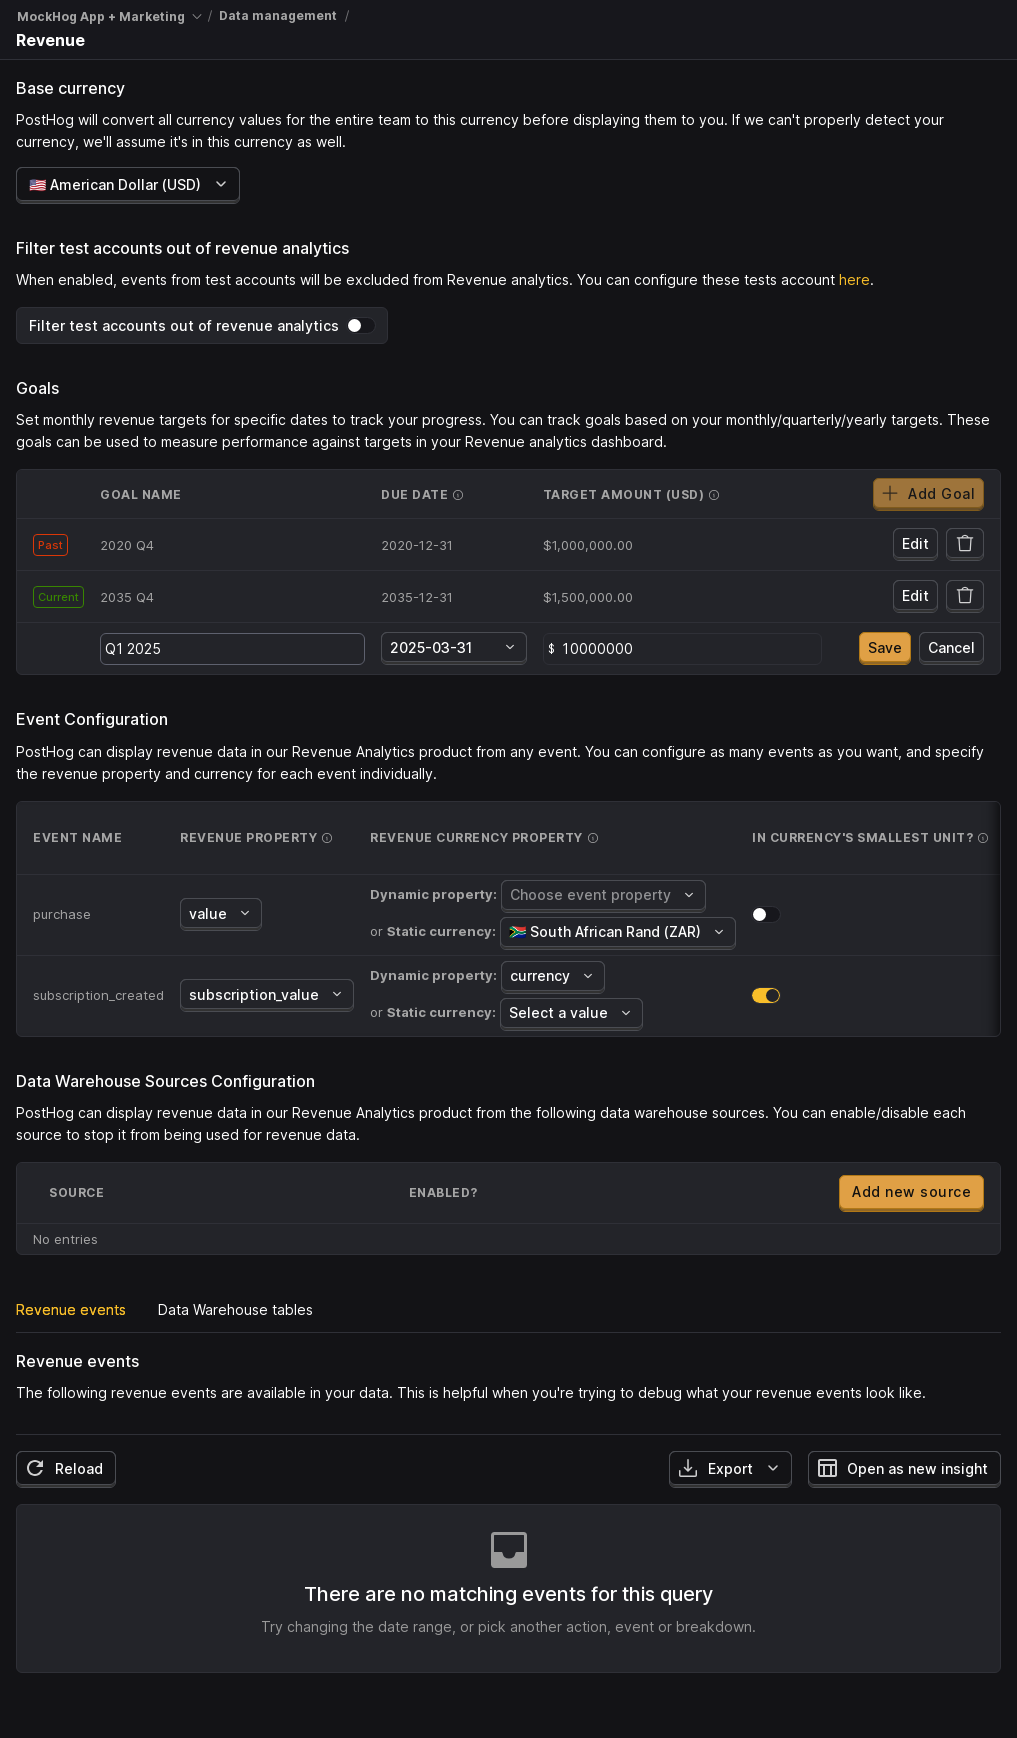 MockHog App + Marketing / Data management /
Revenue
Base currency
PostHog will convert all currency values for the entire team to this currency before displaying them to you. If we can't properly detect your
currency, we'll assume it's in this currency as well.
🇺🇸 American Dollar (USD)
Filter test accounts out of revenue analytics
When enabled, events from test accounts will be excluded from Revenue analytics. You can configure these tests account here.
Filter test accounts out of revenue analytics
Goals
Set monthly revenue targets for specific dates to track your progress. You can track goals based on your monthly/quarterly/yearly targets. These
goals can be used to measure performance against targets in your Revenue analytics dashboard.
GOAL NAME DUE DATE TARGET AMOUNT (USD) Add Goal
Past 2020 Q4 2020-12-31 $1,000,000.00 Edit
Current 2035 Q4 2035-12-31 $1,500,000.00 Edit
Q1 2025 2025-03-31 $ 10000000 Save Cancel
Event Configuration
PostHog can display revenue data in our Revenue Analytics product from any event. You can configure as many events as you want, and specify
the revenue property and currency for each event individually.
EVENT NAME REVENUE PROPERTY REVENUE CURRENCY PROPERTY IN CURRENCY'S SMALLEST UNIT?
Dynamic property: Choose event property
purchase value
or Static currency: 🇿🇦 South African Rand (ZAR)
Dynamic property: currency
subscription_created subscription_value
or Static currency: Select a value
Data Warehouse Sources Configuration
PostHog can display revenue data in our Revenue Analytics product from the following data warehouse sources. You can enable/disable each
source to stop it from being used for revenue data.
SOURCE ENABLED? Add new source
No entries
Revenue events Data Warehouse tables
Revenue events
The following revenue events are available in your data. This is helpful when you're trying to debug what your revenue events look like.
Reload Export Open as new insight
There are no matching events for this query
Try changing the date range, or pick another action, event or breakdown.